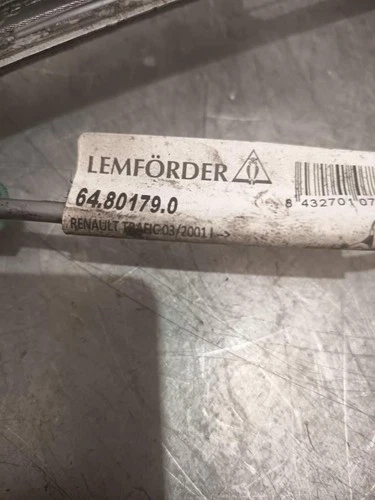 LEMFÖRDER
64.80179.0
RENAULT TRAFIC 03/2001 |-->
8 432701 07